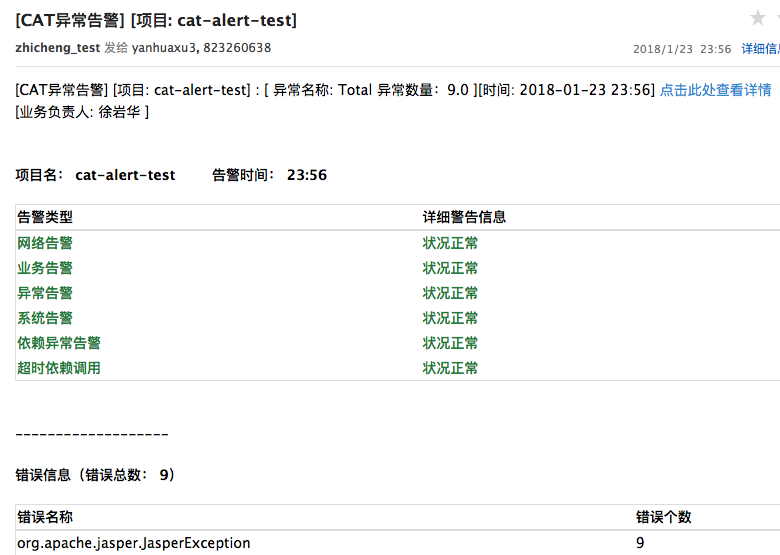 [CAT异常告警] [项目: cat-alert-test]
zhicheng_test 发给 yanhuaxu3, 823260638 2018/1/23 23:56 详细信息
[CAT异常告警] [项目: cat-alert-test] : [ 异常名称: Total 异常数量：9.0 ][时间: 2018-01-23 23:56] 点击此处查看详情
[业务负责人: 徐岩华 ]
项目名： cat-alert-test 告警时间： 23:56
告警类型 详细警告信息
网络告警 状况正常
业务告警 状况正常
异常告警 状况正常
系统告警 状况正常
依赖异常告警 状况正常
超时依赖调用 状况正常
-------------------
错误信息（错误总数： 9）
错误名称 错误个数
org.apache.jasper.JasperException 9